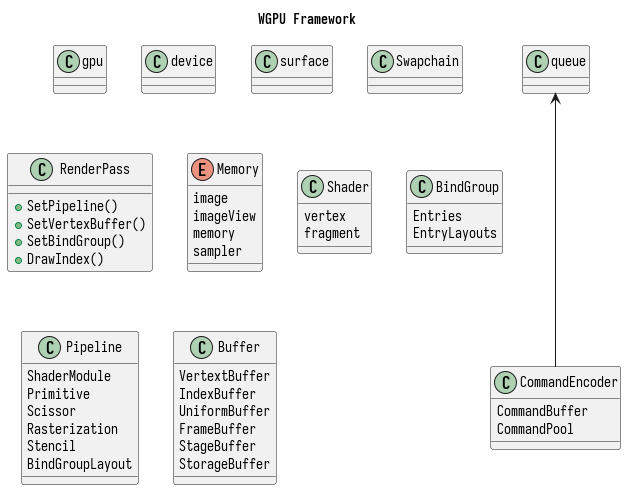 WGPU Framework
C gpu
C device
C surface
C Swapchain
C queue
C RenderPass
SetPipeline()
SetVertexBuffer()
SetBindGroup()
DrawIndex()
E Memory
image
imageView
memory
sampler
C Shader
vertex
fragment
C BindGroup
Entries
EntryLayouts
C Pipeline
ShaderModule
Primitive
Scissor
Rasterization
Stencil
BindGroupLayout
C Buffer
VertextBuffer
IndexBuffer
UniformBuffer
FrameBuffer
StageBuffer
StorageBuffer
C CommandEncoder
CommandBuffer
CommandPool